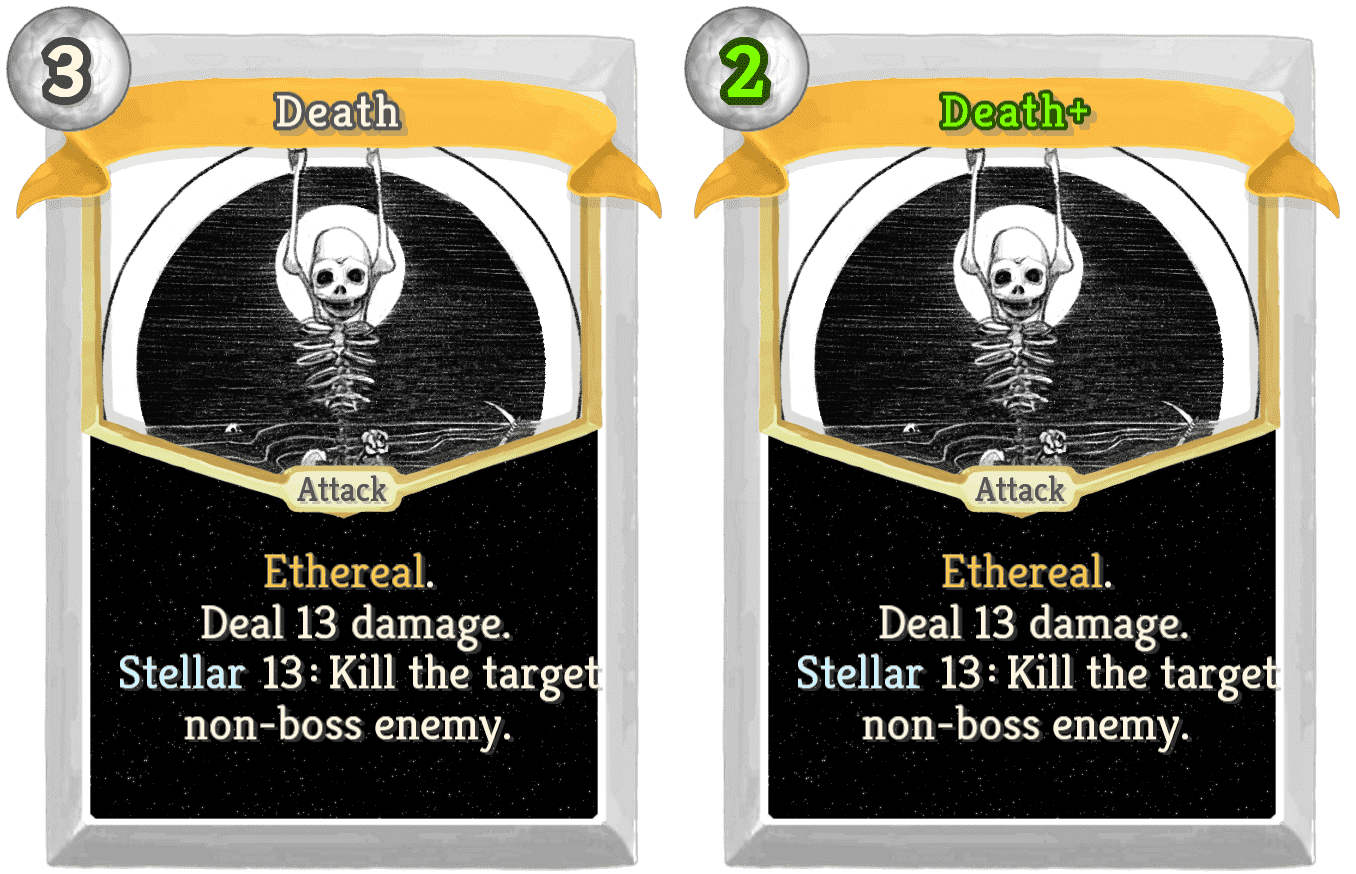 3
Death
Attack
Ethereal.
Deal 13 damage.
Stellar 13: Kill the target
non-boss enemy.
2
Death+
Attack
Ethereal.
Deal 13 damage.
Stellar 13: Kill the target
non-boss enemy.